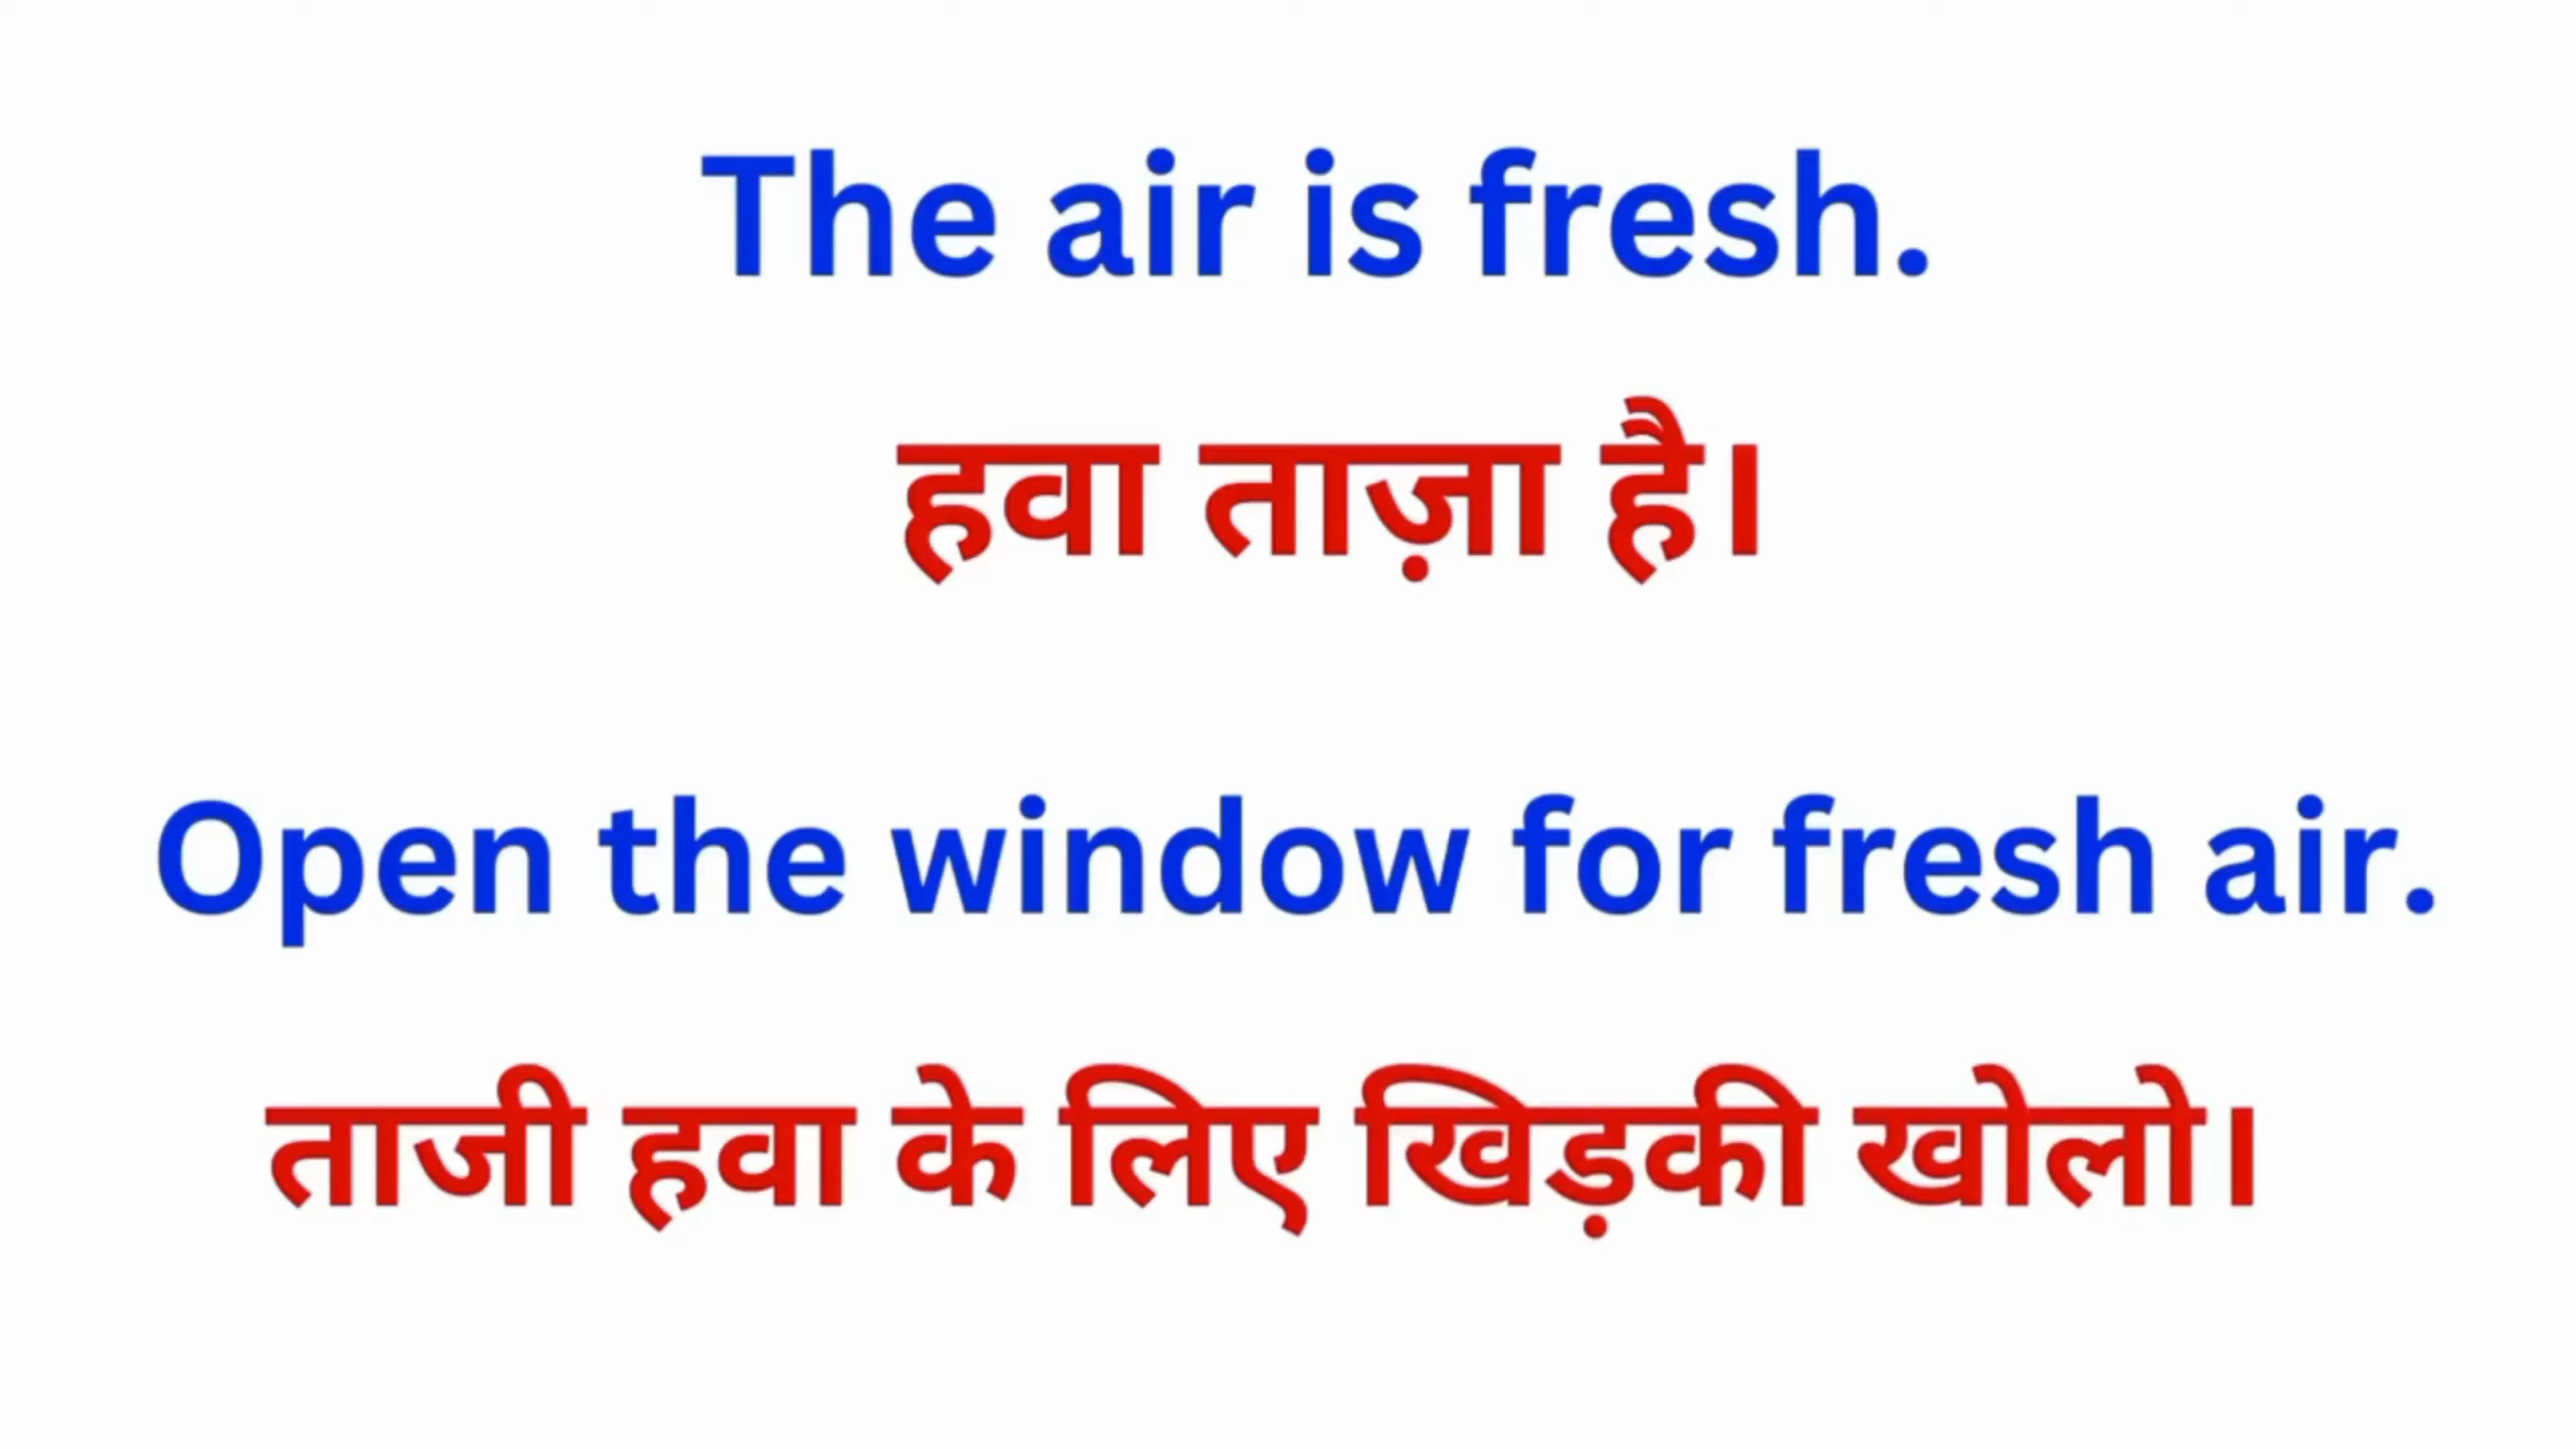 The air is fresh.
हवा ताज़ा है।
Open the window for fresh air.
ताजी हवा के लिए खिड़की खोलो।